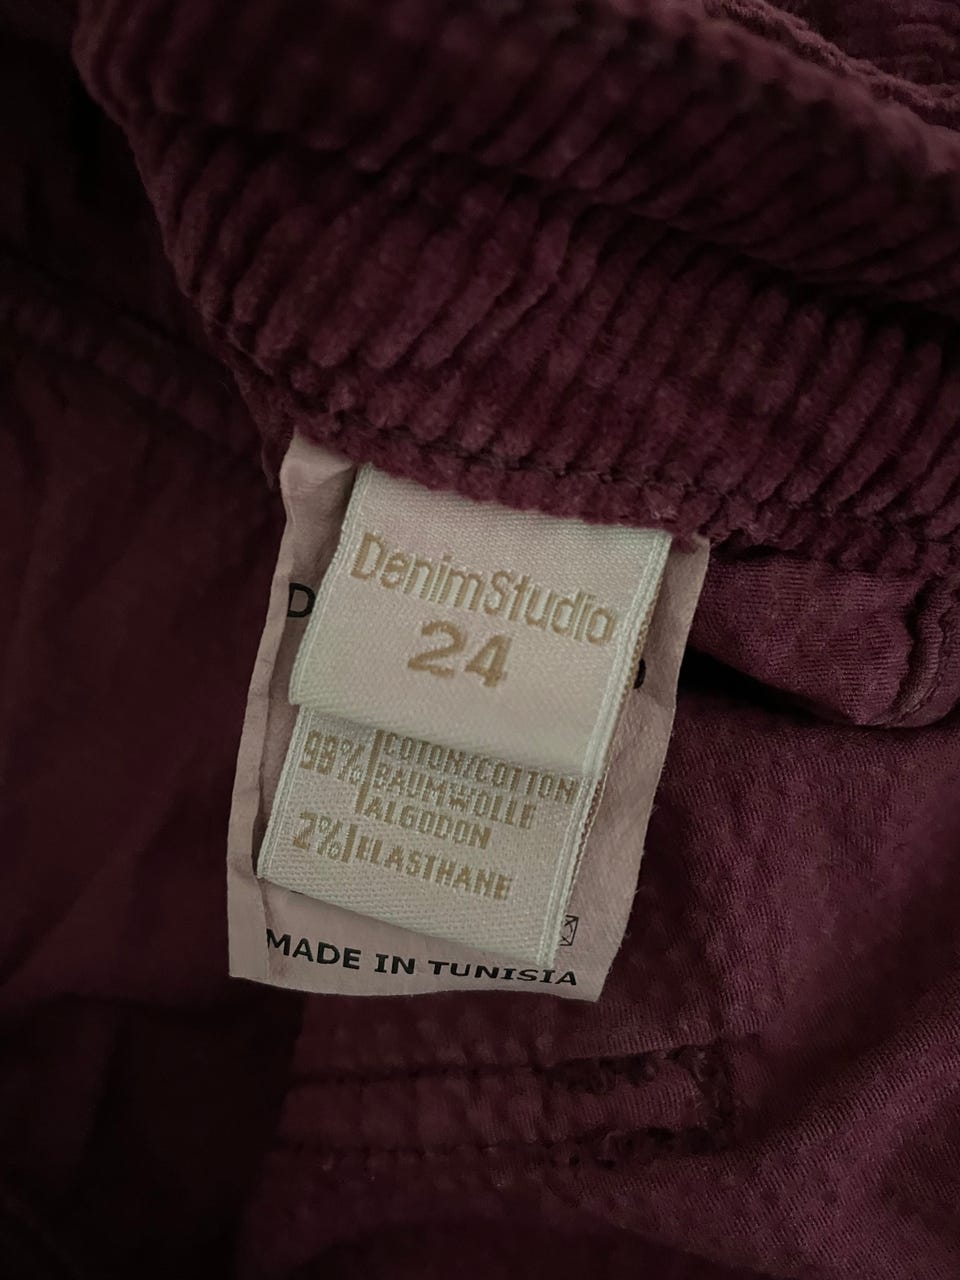 DenimStudio
24
98% COTON/COTTON
BAUMWOLLE
ALGODON
2% ELASTHANE
MADE IN TUNISIA